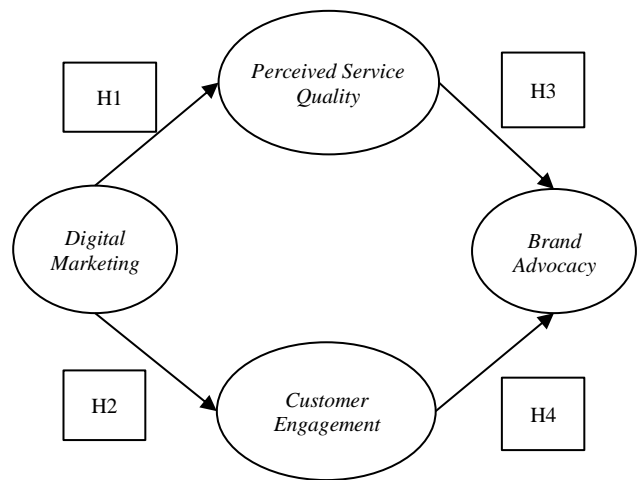 Perceived Service
Quality
H1
H3
Digital
Marketing
Brand
Advocacy
H2
Customer
Engagement
H4